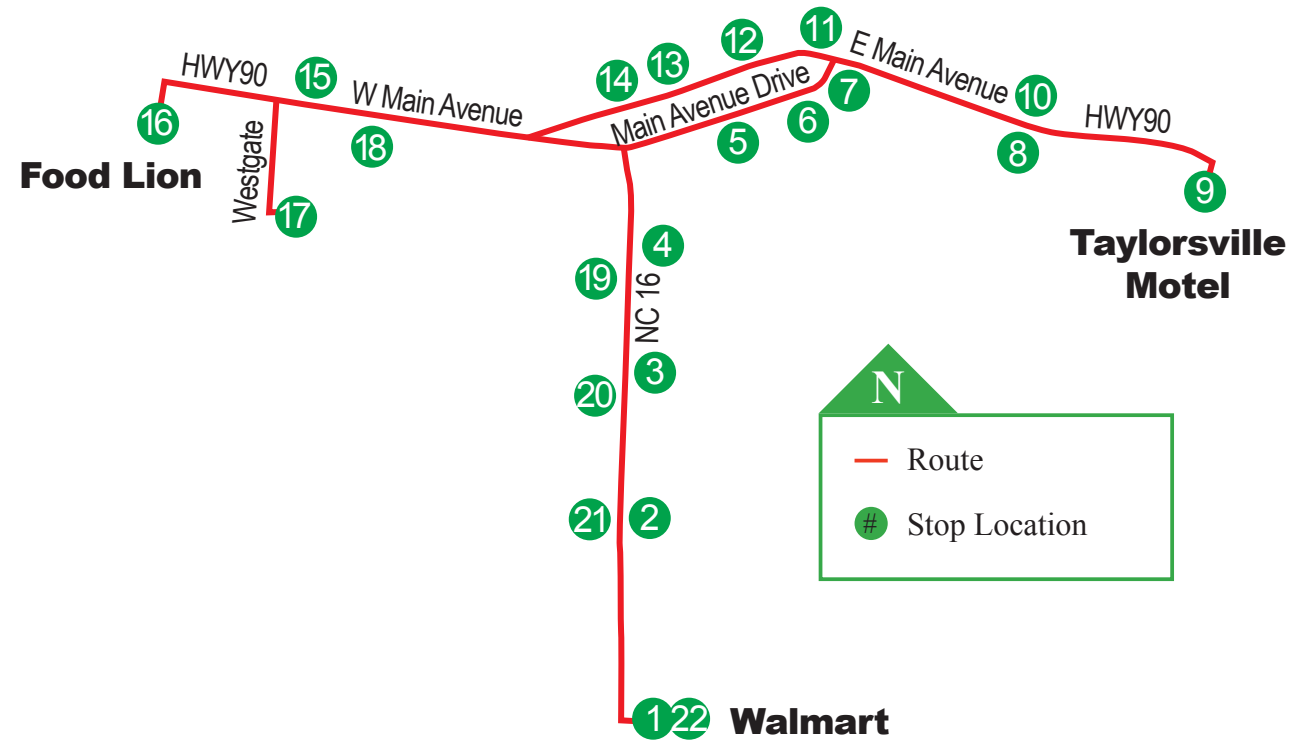 11
12
E Main Avenue
HWY90
15
13
14
W Main Avenue
Main Avenue Drive
7
10
16
6
HWY90
5
18
8
Food Lion
Westgate
9
17
4
Taylorsville
Motel
19
NC 16
3
20
N
Route
# Stop Location
21
2
1
22
Walmart